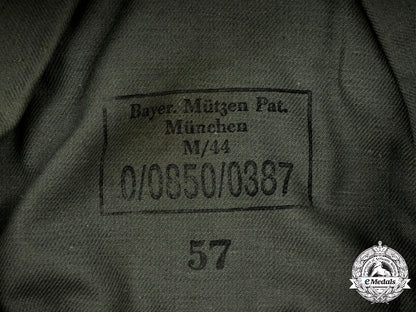 Bayer. Mützen Pat.
München
M/44
0/0850/0387
57
eMedals